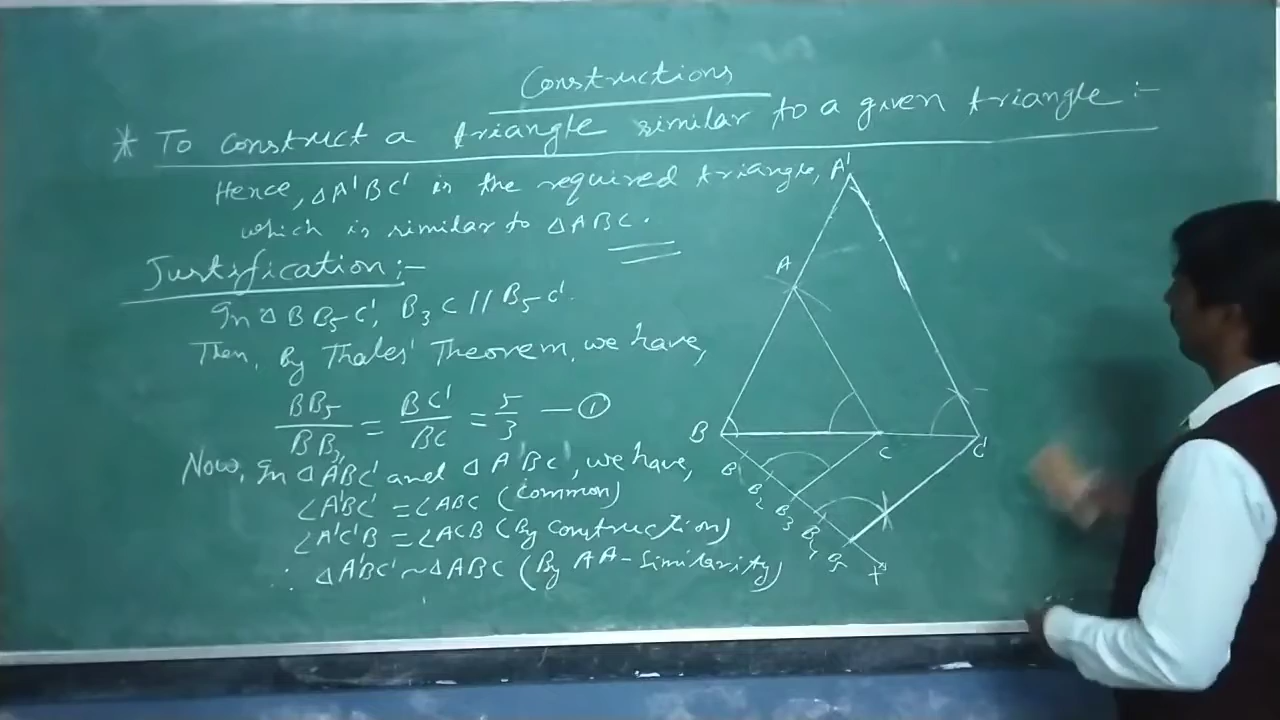 Constructions
* To construct a triangle similar to a given triangle :-
Hence, △A'BC' is the required triangle,
which is similar to △ABC.
Justification :-
In △BB₅C', B₃C // B₅C'.
Then, By Thales' Theorem, we have,
BB₅/BB₃ = BC'/BC = 5/3 — ①
Now, In △ABC and △A'BC', we have,
∠A'BC' = ∠ABC (Common)
∠A'C'B = ∠ACB (By Construction)
∴ △A'BC' ~ △ABC (By AA-Similarity)
A'
A
B
C
C'
B₁
B₂
B₃
B₄
B₅